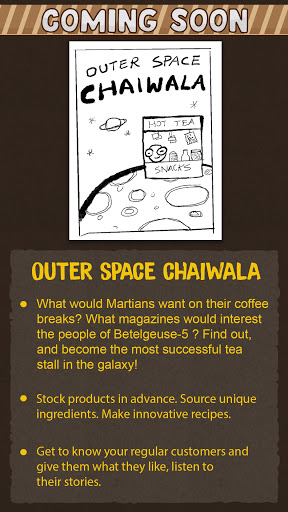 COMING SOON
OUTER SPACE
CHAIWALA
HOT TEA
SNACKS
OUTER SPACE CHAIWALA
What would Martians want on their coffee
breaks? What magazines would interest
the people of Betelgeuse-5 ? Find out,
and become the most successful tea
stall in the galaxy!
Stock products in advance. Source unique
ingredients. Make innovative recipes.
Get to know your regular customers and
give them what they like, listen to
their stories.